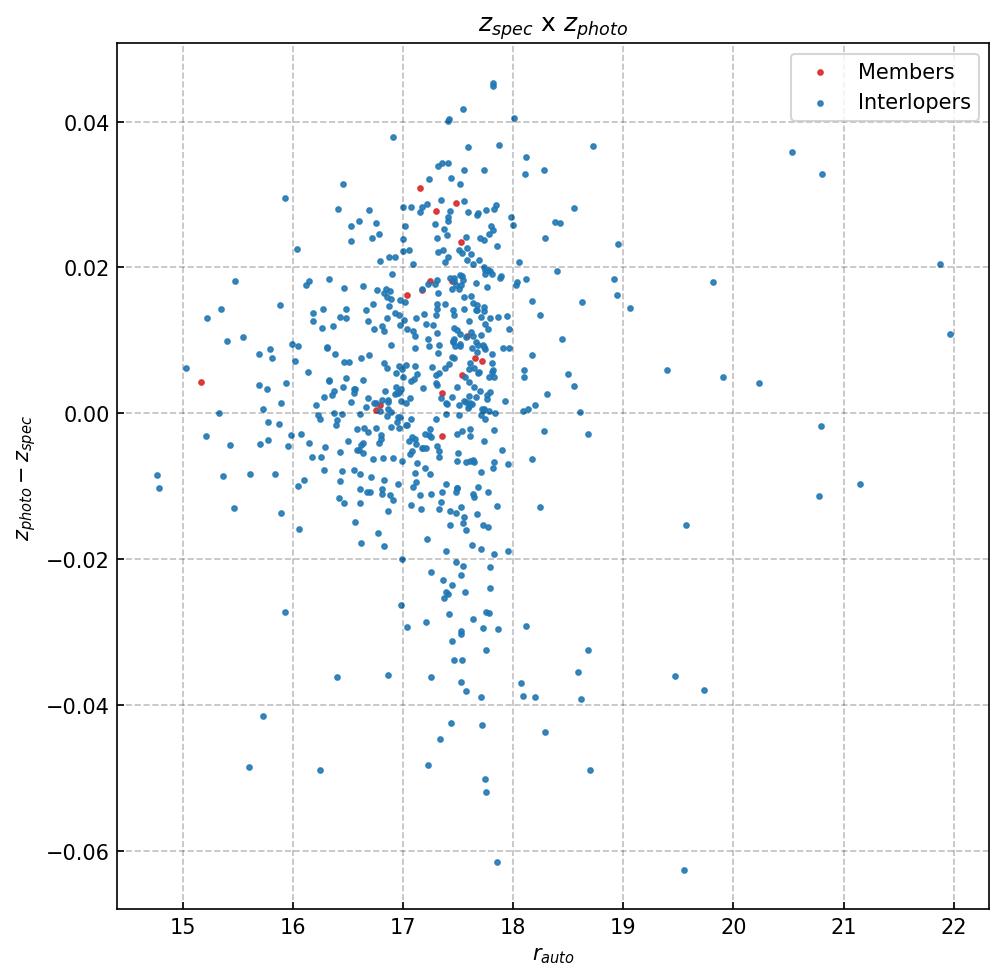 z_spec x z_photo
Members
Interlopers
0.04
0.02
0.00
−0.02
−0.04
−0.06
z_photo − z_spec
15 16 17 18 19 20 21 22
r_auto